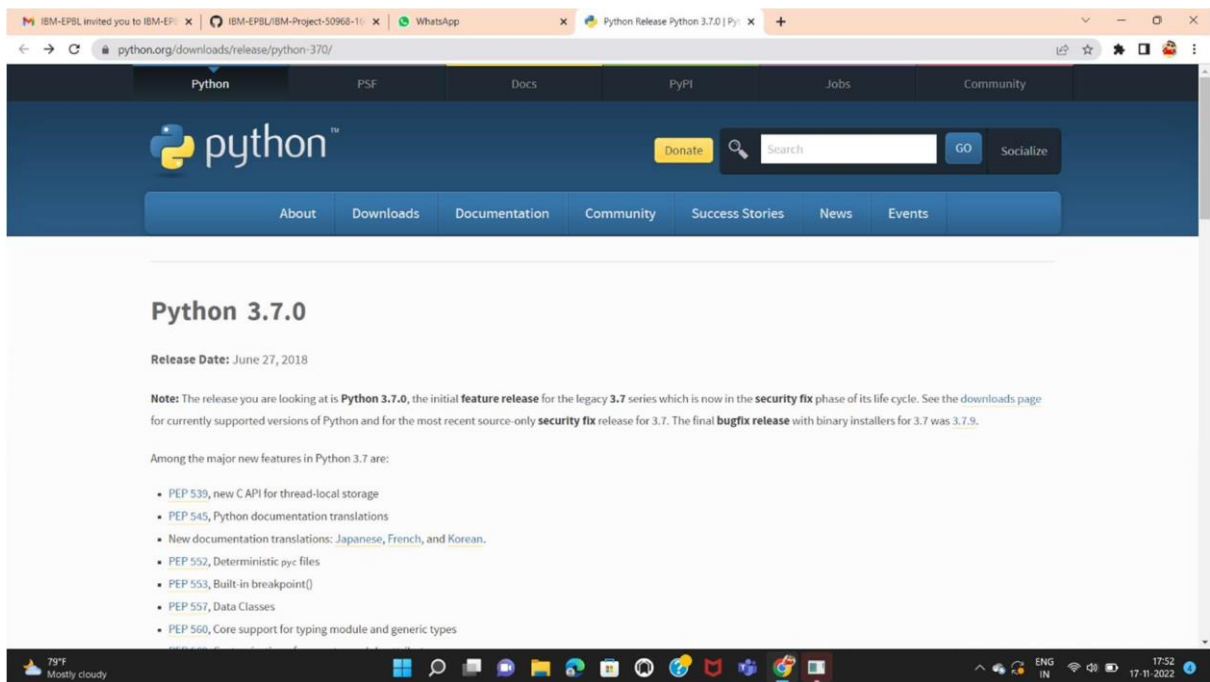 IBM-EPBL invited you to IBM-EP
IBM-EPBL/IBM-Project-50968-16
WhatsApp
Python Release Python 3.7.0 | Pyt
python.org/downloads/release/python-370/
Python PSF Docs PyPI Jobs Community
python™
Donate Search GO Socialize
About Downloads Documentation Community Success Stories News Events
Python 3.7.0
Release Date: June 27, 2018
Note: The release you are looking at is Python 3.7.0, the initial feature release for the legacy 3.7 series which is now in the security fix phase of its life cycle. See the downloads page
for currently supported versions of Python and for the most recent source-only security fix release for 3.7. The final bugfix release with binary installers for 3.7 was 3.7.9.
Among the major new features in Python 3.7 are:
• PEP 539, new C API for thread-local storage
• PEP 545, Python documentation translations
• New documentation translations: Japanese, French, and Korean.
• PEP 552, Deterministic pyc files
• PEP 553, Built-in breakpoint()
• PEP 557, Data Classes
• PEP 560, Core support for typing module and generic types
79°F
Mostly cloudy
ENG
IN
17:52
17-11-2022
4